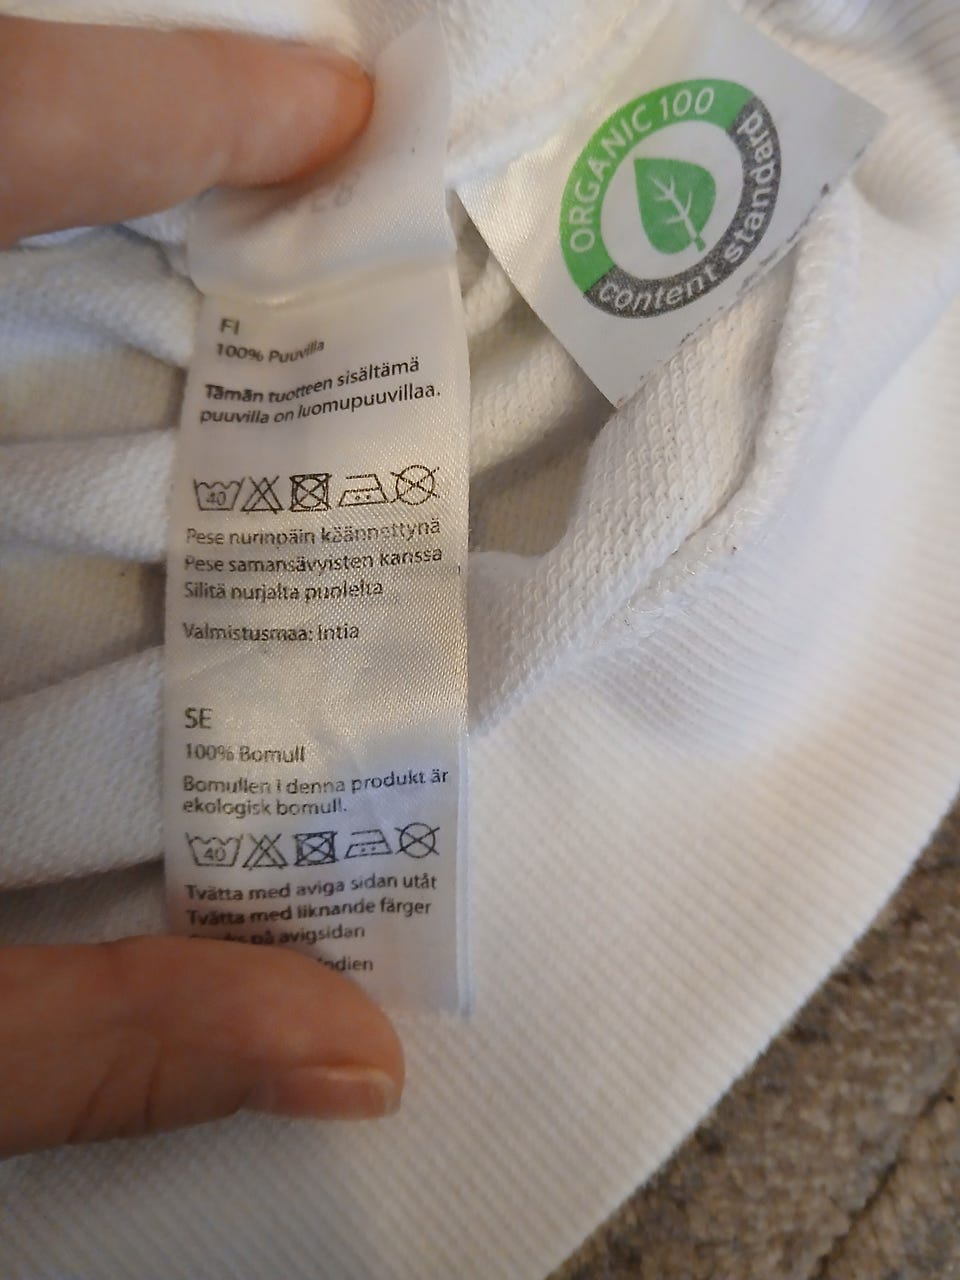 ORGANIC 100
content standard
FI
100% Puuvilla
Tämän tuotteen sisältämä
puuvilla on luomupuuvillaa.
40
Pese nurinpäin käännettynä
Pese samansävyisten kanssa
Silitä nurjalta puolelta
Valmistusmaa: Intia
SE
100% Bomull
Bomullen i denna produkt är
ekologisk bomull.
40
Tvätta med aviga sidan utåt
Tvätta med liknande färger
på avigsidan
Indien